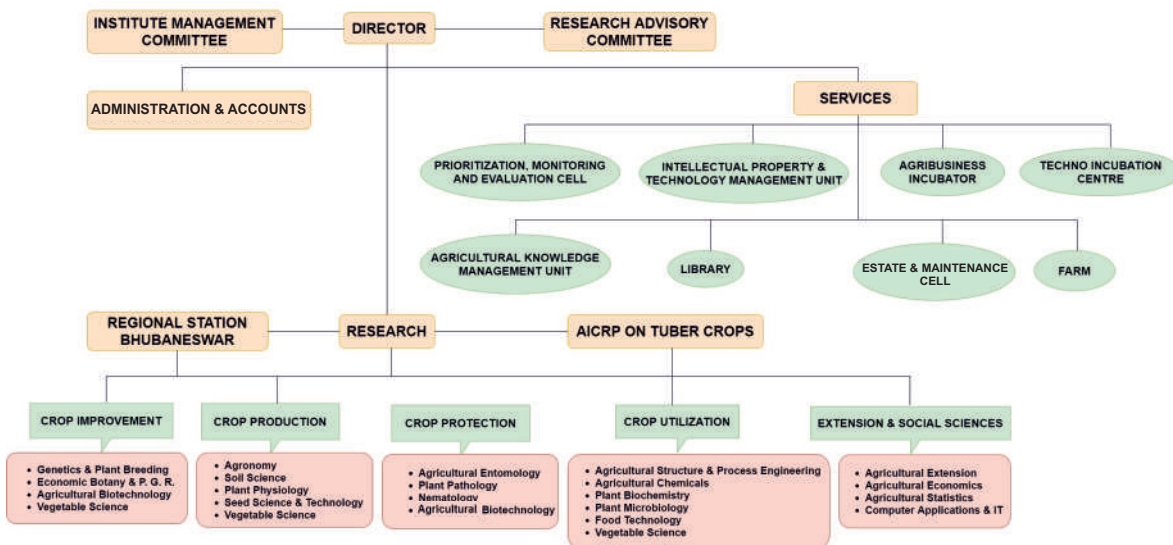 INSTITUTE MANAGEMENT
COMMITTEE
DIRECTOR
RESEARCH ADVISORY
COMMITTEE
ADMINISTRATION & ACCOUNTS
SERVICES
PRIORITIZATION, MONITORING
AND EVALUATION CELL
INTELLECTUAL PROPERTY &
TECHNOLOGY MANAGEMENT UNIT
AGRIBUSINESS
INCUBATOR
TECHNO INCUBATION
CENTRE
AGRICULTURAL KNOWLEDGE
MANAGEMENT UNIT
LIBRARY
ESTATE & MAINTENANCE
CELL
FARM
REGIONAL STATION
BHUBANESWAR
RESEARCH
AICRP ON TUBER CROPS
CROP IMPROVEMENT
• Genetics & Plant Breeding
• Economic Botany & P. G. R.
• Agricultural Biotechnology
• Vegetable Science
CROP PRODUCTION
• Agronomy
• Soil Science
• Plant Physiology
• Seed Science & Technology
• Vegetable Science
CROP PROTECTION
• Agricultural Entomology
• Plant Pathology
• Nematology
• Agricultural Biotechnology
CROP UTILIZATION
• Agricultural Structure & Process Engineering
• Agricultural Chemicals
• Plant Biochemistry
• Plant Microbiology
• Food Technology
• Vegetable Science
EXTENSION & SOCIAL SCIENCES
• Agricultural Extension
• Agricultural Economics
• Agricultural Statistics
• Computer Applications & IT